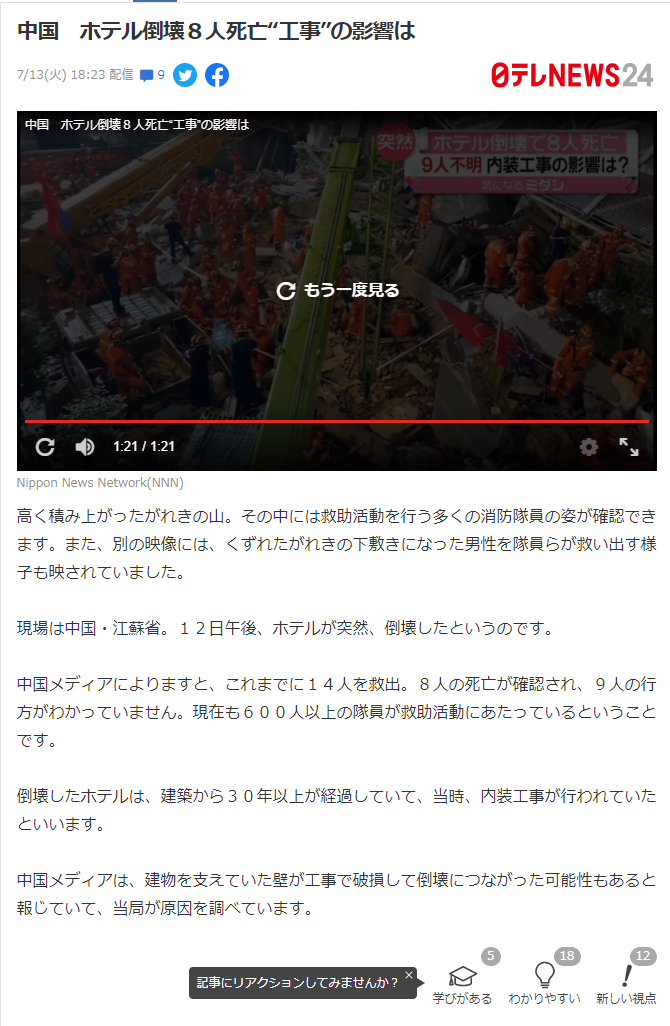 中国　ホテル倒壊８人死亡“工事”の影響は
7/13(火) 18:23 配信 9
日テレNEWS24
中国　ホテル倒壊８人死亡“工事”の影響は
突然
ホテル倒壊で8人死亡
9人不明 内装工事の影響は?
気になるミダシ
もう一度見る
1:21 / 1:21
Nippon News Network(NNN)
高く積み上がったがれきの山。その中には救助活動を行う多くの消防隊員の姿が確認でき
ます。また、別の映像には、くずれたがれきの下敷きになった男性を隊員らが救い出す様
子も映されていました。
現場は中国・江蘇省。１２日午後、ホテルが突然、倒壊したというのです。
中国メディアによりますと、これまでに１４人を救出。８人の死亡が確認され、９人の行
方がわかっていません。現在も６００人以上の隊員が救助活動にあたっているということ
です。
倒壊したホテルは、建築から３０年以上が経過していて、当時、内装工事が行われていた
といいます。
中国メディアは、建物を支えていた壁が工事で破損して倒壊につながった可能性もあると
報じていて、当局が原因を調べています。
記事にリアクションしてみませんか？
5
学びがある
18
わかりやすい
12
新しい視点